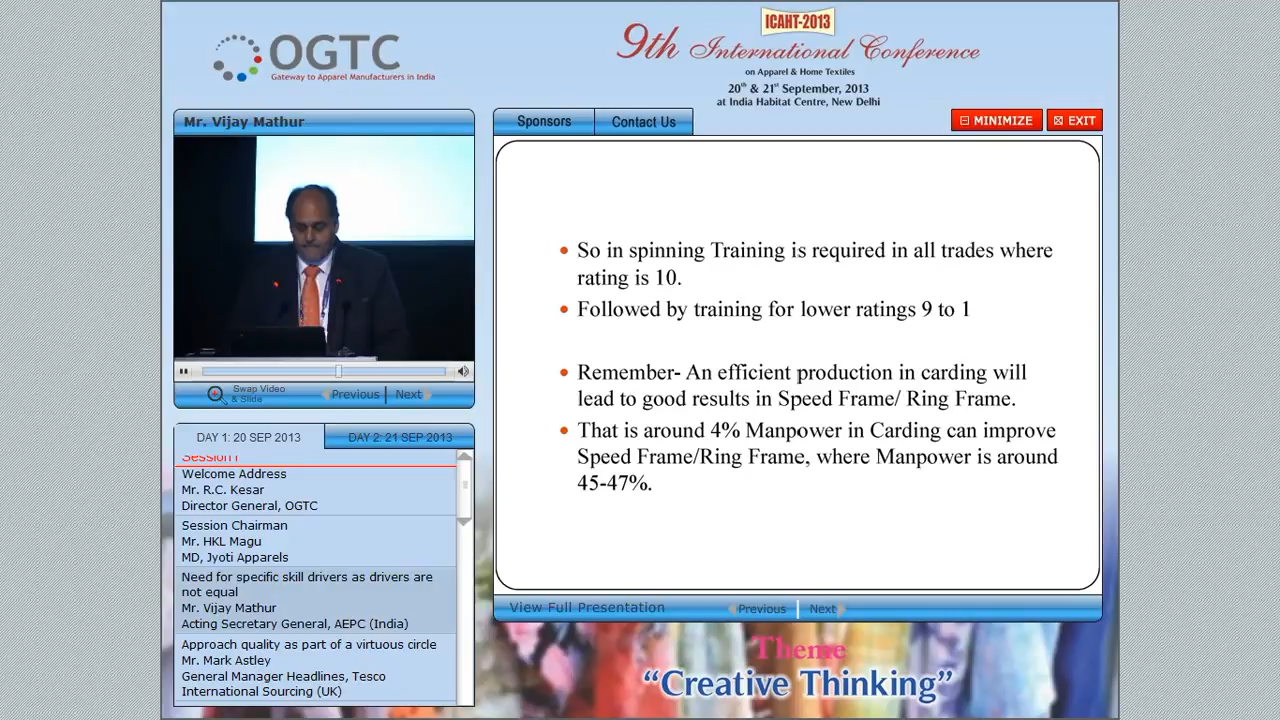 OGTC
Gateway to Apparel Manufacturers in India
ICAHT-2013
9th International Conference
on Apparel & Home Textiles
20th & 21st September, 2013
at India Habitat Centre, New Delhi
Mr. Vijay Mathur
Sponsors
Contact Us
MINIMIZE
EXIT
Swap Video
& Slide
Previous
Next
DAY 1: 20 SEP 2013
DAY 2: 21 SEP 2013
Session I
Welcome Address
Mr. R.C. Kesar
Director General, OGTC
Session Chairman
Mr. HKL Magu
MD, Jyoti Apparels
Need for specific skill drivers as drivers are
not equal
Mr. Vijay Mathur
Acting Secretary General, AEPC (India)
Approach quality as part of a virtuous circle
Mr. Mark Astley
General Manager Headlines, Tesco
International Sourcing (UK)
• So in spinning Training is required in all trades where
rating is 10.
• Followed by training for lower ratings 9 to 1
• Remember- An efficient production in carding will
lead to good results in Speed Frame/ Ring Frame.
• That is around 4% Manpower in Carding can improve
Speed Frame/Ring Frame, where Manpower is around
45-47%.
View Full Presentation
Previous
Next
Theme
“Creative Thinking”